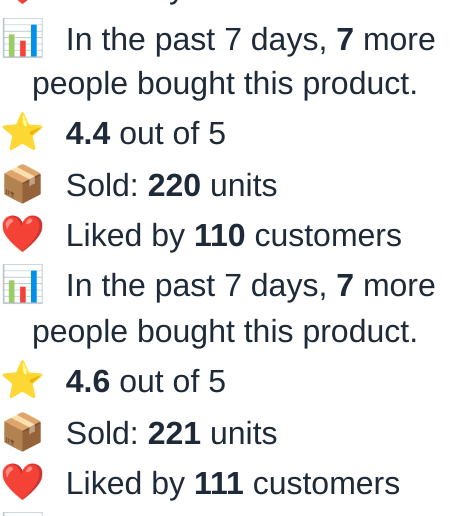 In the past 7 days, 7 more
people bought this product.
4.4 out of 5
Sold: 220 units
Liked by 110 customers
In the past 7 days, 7 more
people bought this product.
4.6 out of 5
Sold: 221 units
Liked by 111 customers